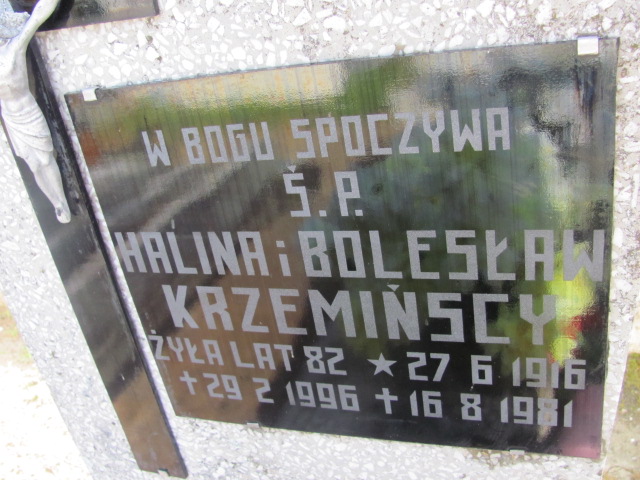 W BOGU SPOCZYWA
Ś.P.
HALINA i BOLESŁAW
KRZEMIŃSCY
ŻYŁA LAT 82 ★ 27 6 1916
+ 29 2 1996 + 16 8 1981